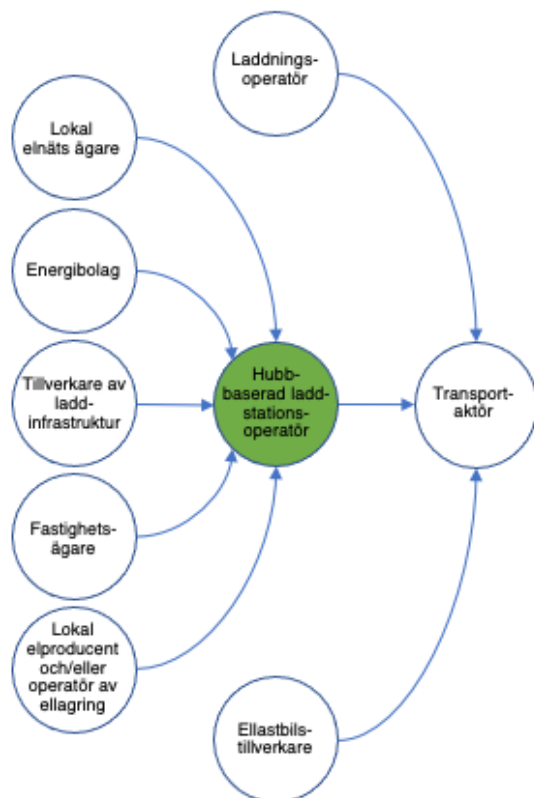 Laddnings-
operatör
Lokal
elnäts ägare
Energibolag
Tillverkare av
ladd-
infrastruktur
Hubb-
baserad ladd-
stations-
operatör
Transport-
aktör
Fastighets-
ägare
Lokal
elproducent
och/eller
operatör av
ellagring
Ellastbils-
tillverkare